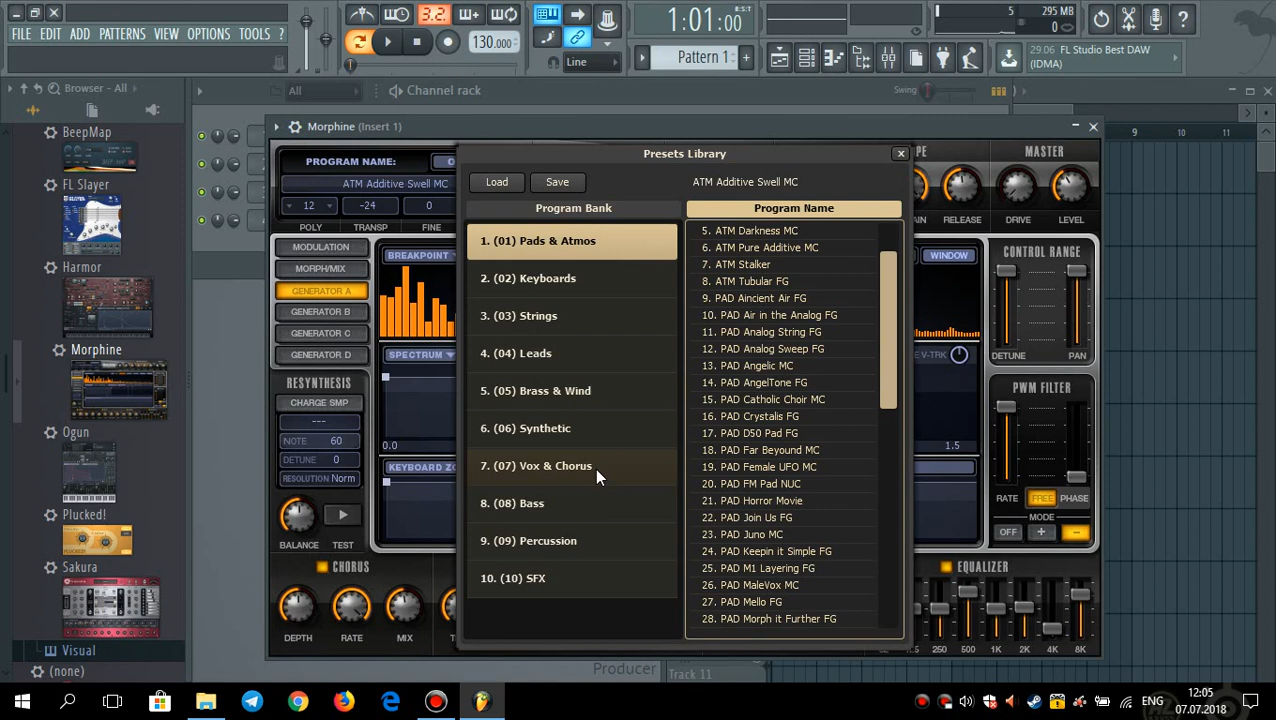 FILE EDIT ADD PATTERNS VIEW OPTIONS TOOLS ?
3.2.
130.000
Line
1:01:00
B:S:T
5
295 MB
0
Pattern 1
29.06 FL Studio Best DAW
(IDMA)
Browser - All
All
Channel rack
Swing
BeepMap
FL Slayer
Harmor
Morphine
Ogun
Plucked!
Sakura
Visual
(none)
9 10 11
Morphine (Insert 1)
PROGRAM NAME:
ATM Additive Swell MC
12 -24 0
POLY TRANSP FINE
MODULATION
MORPH/MIX
GENERATOR A
GENERATOR B
GENERATOR C
GENERATOR D
RESYNTHESIS
CHARGE SMP
---
NOTE 60
DETUNE 0
RESOLUTION Norm
BALANCE TEST
CHORUS
DEPTH RATE MIX
BREAKPOINT
SPECTRUM
0.0
Presets Library
Load Save
ATM Additive Swell MC
Program Bank
1. (01) Pads & Atmos
2. (02) Keyboards
3. (03) Strings
4. (04) Leads
5. (05) Brass & Wind
6. (06) Synthetic
7. (07) Vox & Chorus
8. (08) Bass
9. (09) Percussion
10. (10) SFX
Program Name
5. ATM Darkness MC
6. ATM Pure Additive MC
7. ATM Stalker
8. ATM Tubular FG
9. PAD Aincient Air FG
10. PAD Air in the Analog FG
11. PAD Analog String FG
12. PAD Analog Sweep FG
13. PAD Angelic MC
14. PAD AngelTone FG
15. PAD Catholic Choir MC
16. PAD Crystalis FG
17. PAD D50 Pad FG
18. PAD Far Beyound MC
19. PAD Female UFO MC
20. PAD FM Pad NUC
21. PAD Horror Movie
22. PAD Join Us FG
23. PAD Juno MC
24. PAD Keepin it Simple FG
25. PAD M1 Layering FG
26. PAD MaleVox MC
27. PAD Mello FG
28. PAD Morph it Further FG
MASTER
RELEASE DRIVE LEVEL
WINDOW
CONTROL RANGE
V-TRK
DETUNE PAN
PWM FILTER
1.5
RATE FREE PHASE
MODE
OFF + -
EQUALIZER
250 500 1K 2K 4K 8K
Producer
Track 11
ENG
12:05
07.07.2018